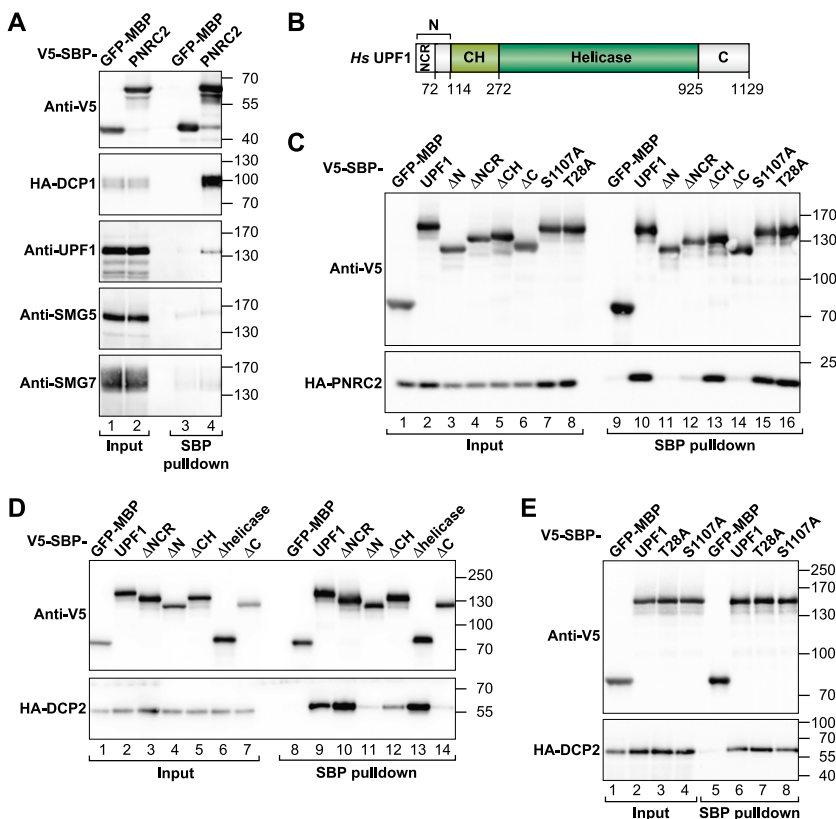 A
V5-SBP-
GFP-MBP PNRC2 GFP-MBP PNRC2
Anti-V5
70
55
40
HA-DCP1
130
100
70
Anti-UPF1
170
130
Anti-SMG5
170
130
Anti-SMG7
170
130
1 2 3 4
Input SBP pulldown
B
N
Hs UPF1 NCR CH Helicase C
72 114 272 925 1129
C
V5-SBP-
GFP-MBP UPF1 ΔN ΔNCR ΔCH ΔC S1107A T28A GFP-MBP UPF1 ΔN ΔNCR ΔCH ΔC S1107A T28A
Anti-V5
170
130
100
70
HA-PNRC2
25
1 2 3 4 5 6 7 8 9 10 11 12 13 14 15 16
Input SBP pulldown
D
V5-SBP-
GFP-MBP UPF1 ΔNCR ΔN ΔCH Δhelicase ΔC GFP-MBP UPF1 ΔNCR ΔN ΔCH Δhelicase ΔC
Anti-V5
250
130
100
70
HA-DCP2
70
55
1 2 3 4 5 6 7 8 9 10 11 12 13 14
Input SBP pulldown
E
V5-SBP-
GFP-MBP UPF1 T28A S1107A GFP-MBP UPF1 T28A S1107A
Anti-V5
250
170
130
100
70
HA-DCP2
100
70
55
40
1 2 3 4 5 6 7 8
Input SBP pulldown